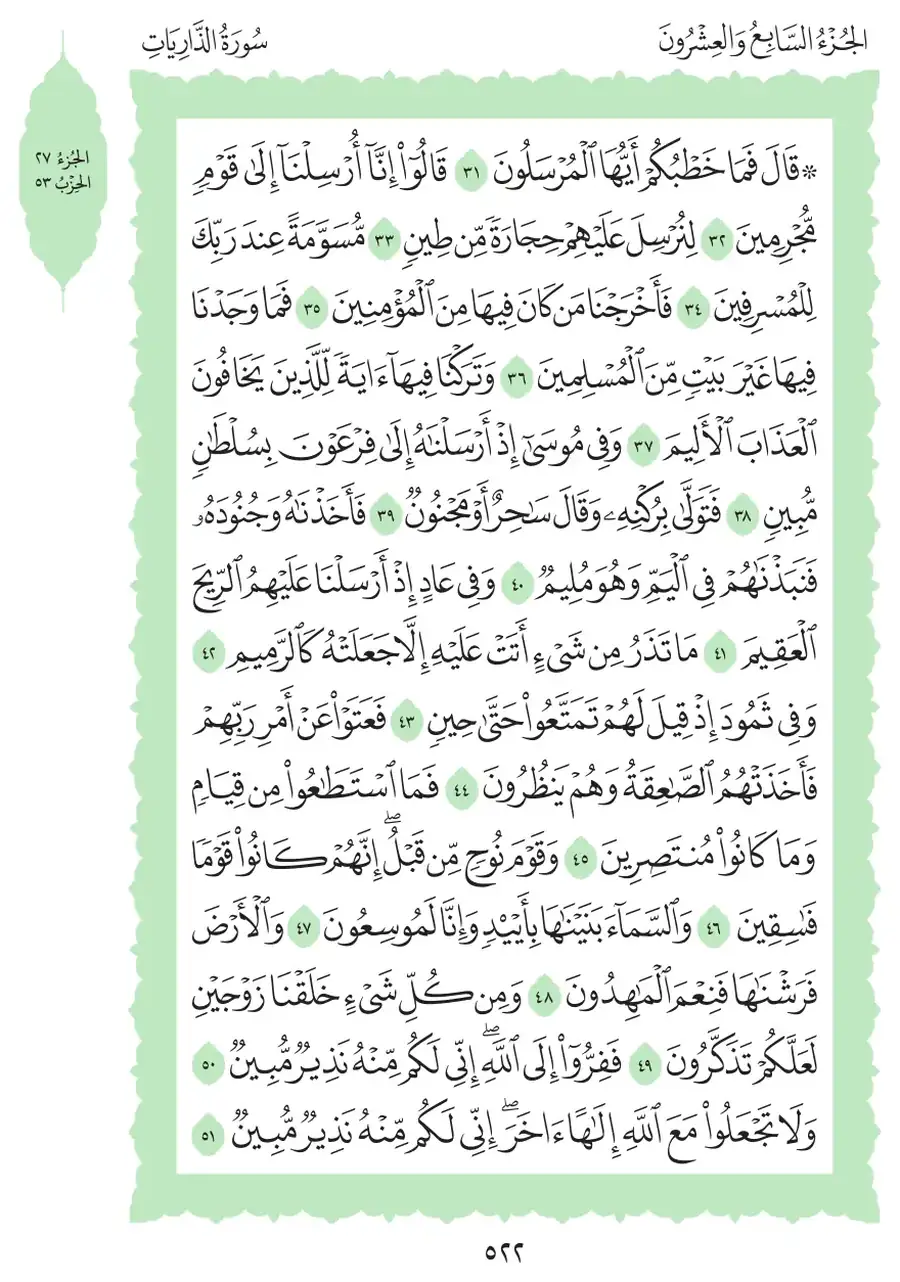 الجُزْءُ السَّابِعُ وَالعِشْرُونَ
سُورَةُ الذَّارِيَاتِ
الجُزءُ ٢٧
الحِزْبُ ٥٣
۞ قَالَ فَمَا خَطْبُكُمْ أَيُّهَا ٱلْمُرْسَلُونَ ٣١ قَالُوٓا۟ إِنَّآ أُرْسِلْنَآ إِلَىٰ قَوْمٍ
مُّجْرِمِينَ ٣٢ لِنُرْسِلَ عَلَيْهِمْ حِجَارَةً مِّن طِينٍ ٣٣ مُّسَوَّمَةً عِندَ رَبِّكَ
لِلْمُسْرِفِينَ ٣٤ فَأَخْرَجْنَا مَن كَانَ فِيهَا مِنَ ٱلْمُؤْمِنِينَ ٣٥ فَمَا وَجَدْنَا
فِيهَا غَيْرَ بَيْتٍ مِّنَ ٱلْمُسْلِمِينَ ٣٦ وَتَرَكْنَا فِيهَآ ءَايَةً لِّلَّذِينَ يَخَافُونَ
ٱلْعَذَابَ ٱلْأَلِيمَ ٣٧ وَفِى مُوسَىٰٓ إِذْ أَرْسَلْنَٰهُ إِلَىٰ فِرْعَوْنَ بِسُلْطَٰنٍ
مُّبِينٍ ٣٨ فَتَوَلَّىٰ بِرُكْنِهِۦ وَقَالَ سَٰحِرٌ أَوْ مَجْنُونٌ ٣٩ فَأَخَذْنَٰهُ وَجُنُودَهُۥ
فَنَبَذْنَٰهُمْ فِى ٱلْيَمِّ وَهُوَ مُلِيمٌ ٤٠ وَفِى عَادٍ إِذْ أَرْسَلْنَا عَلَيْهِمُ ٱلرِّيحَ
ٱلْعَقِيمَ ٤١ مَا تَذَرُ مِن شَىْءٍ أَتَتْ عَلَيْهِ إِلَّا جَعَلَتْهُ كَٱلرَّمِيمِ ٤٢
وَفِى ثَمُودَ إِذْ قِيلَ لَهُمْ تَمَتَّعُوا۟ حَتَّىٰ حِينٍ ٤٣ فَعَتَوْا۟ عَنْ أَمْرِ رَبِّهِمْ
فَأَخَذَتْهُمُ ٱلصَّٰعِقَةُ وَهُمْ يَنظُرُونَ ٤٤ فَمَا ٱسْتَطَٰعُوا۟ مِن قِيَامٍ
وَمَا كَانُوا۟ مُنتَصِرِينَ ٤٥ وَقَوْمَ نُوحٍ مِّن قَبْلُ ۖ إِنَّهُمْ كَانُوا۟ قَوْمًا
فَٰسِقِينَ ٤٦ وَٱلسَّمَآءَ بَنَيْنَٰهَا بِأَيْي۟دٍ وَإِنَّا لَمُوسِعُونَ ٤٧ وَٱلْأَرْضَ
فَرَشْنَٰهَا فَنِعْمَ ٱلْمَٰهِدُونَ ٤٨ وَمِن كُلِّ شَىْءٍ خَلَقْنَا زَوْجَيْنِ
لَعَلَّكُمْ تَذَكَّرُونَ ٤٩ فَفِرُّوٓا۟ إِلَى ٱللَّهِ ۖ إِنِّى لَكُم مِّنْهُ نَذِيرٌ مُّبِينٌ ٥٠
وَلَا تَجْعَلُوا۟ مَعَ ٱللَّهِ إِلَٰهًا ءَاخَرَ ۖ إِنِّى لَكُم مِّنْهُ نَذِيرٌ مُّبِينٌ ٥١
٥٢٢